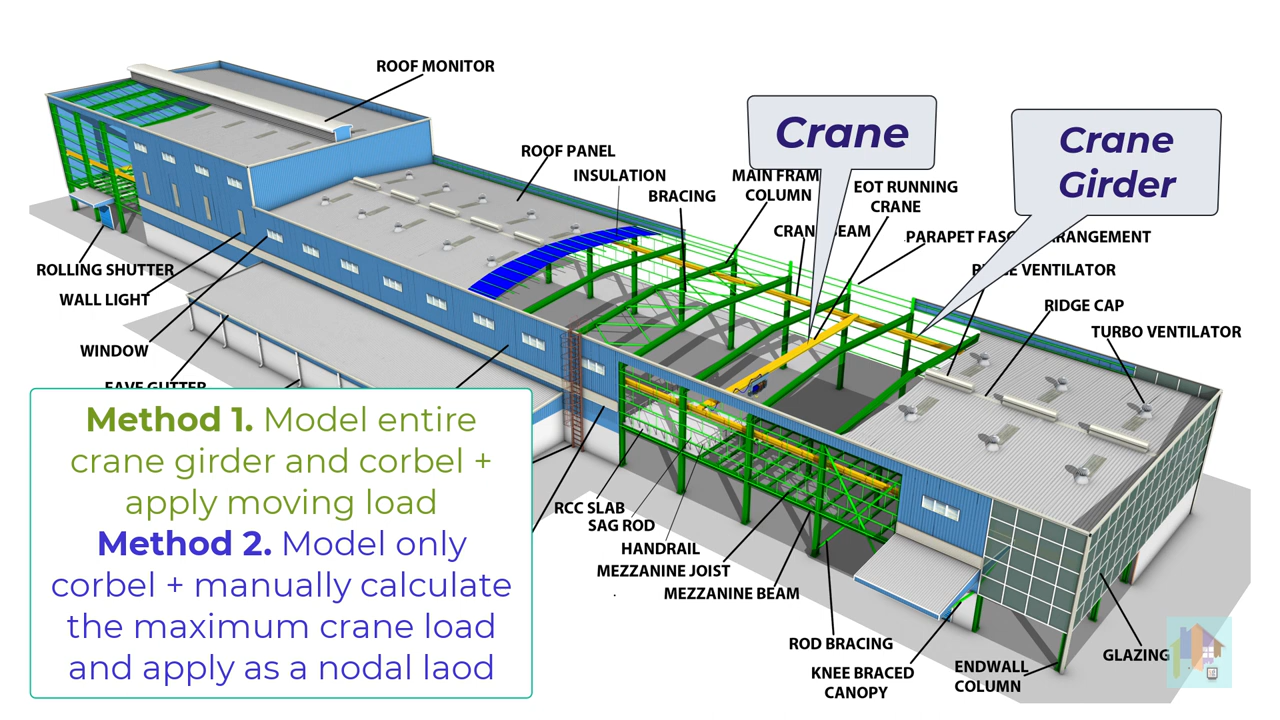 ROOF MONITOR
Crane
Crane
Girder
ROOF PANEL
INSULATION
BRACING
MAIN FRAM
COLUMN
EOT RUNNING
CRANE
CRAN BEAM
PARAPET FASC RRANGEMENT
VENTILATOR
RIDGE CAP
TURBO VENTILATOR
ROLLING SHUTTER
WALL LIGHT
WINDOW
EAVE GUTTER
Method 1. Model entire
crane girder and corbel +
apply moving load
Method 2. Model only
corbel + manually calculate
the maximum crane load
and apply as a nodal laod
RCC SLAB
SAG ROD
HANDRAIL
MEZZANINE JOIST
MEZZANINE BEAM
ROD BRACING
KNEE BRACED
CANOPY
ENDWALL
COLUMN
GLAZING